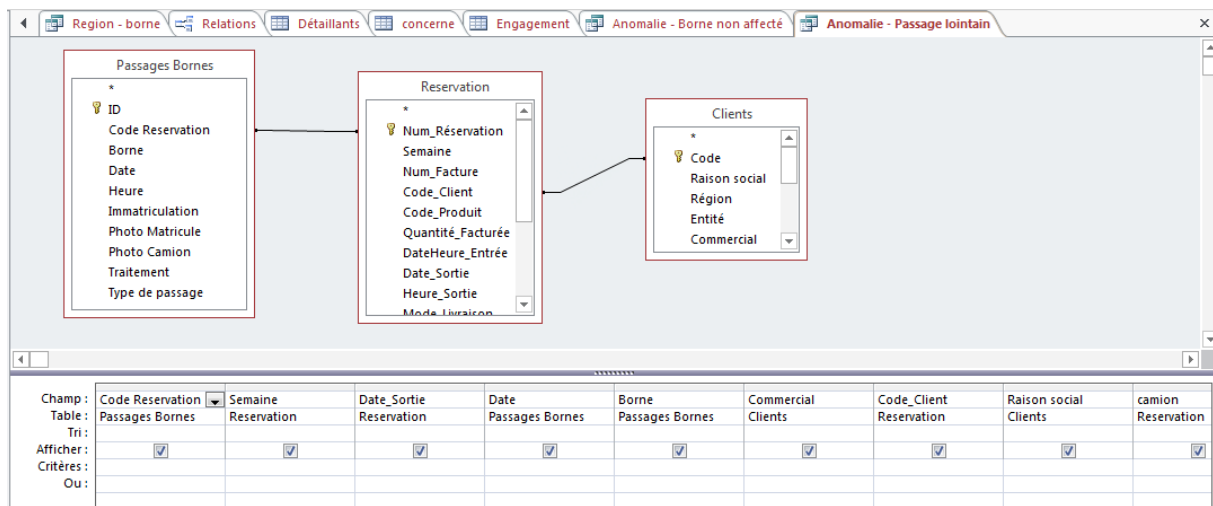 Region - borne Relations Détaillants concerne Engagement Anomalie - Borne non affecté Anomalie - Passage lointain
Passages Bornes
*
ID
Code Reservation
Borne
Date
Heure
Immatriculation
Photo Matricule
Photo Camion
Traitement
Type de passage
Reservation
*
Num_Réservation
Semaine
Num_Facture
Code_Client
Code_Produit
Quantité_Facturée
DateHeure_Entrée
Date_Sortie
Heure_Sortie
Mode_Livraison
Clients
*
Code
Raison social
Région
Entité
Commercial
Champ : Code Reservation Semaine Date_Sortie Date Borne Commercial Code_Client Raison social camion
Table : Passages Bornes Reservation Reservation Passages Bornes Passages Bornes Clients Reservation Clients Reservation
Tri :
Afficher :
Critères :
Ou :